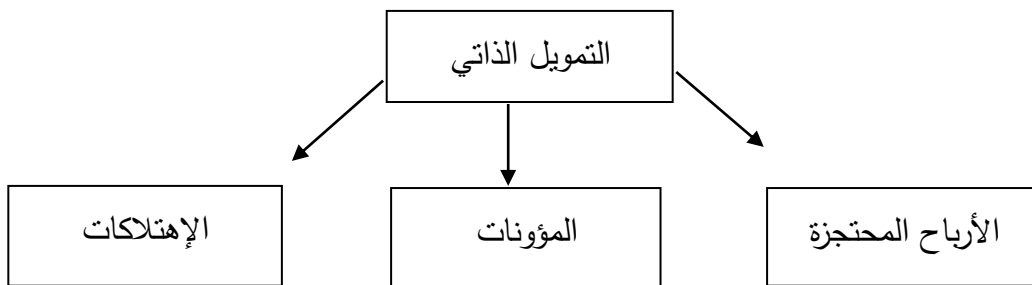 التمويل الذاتي
الأرباح المحتجزة
المؤونات
الإهتلاكات